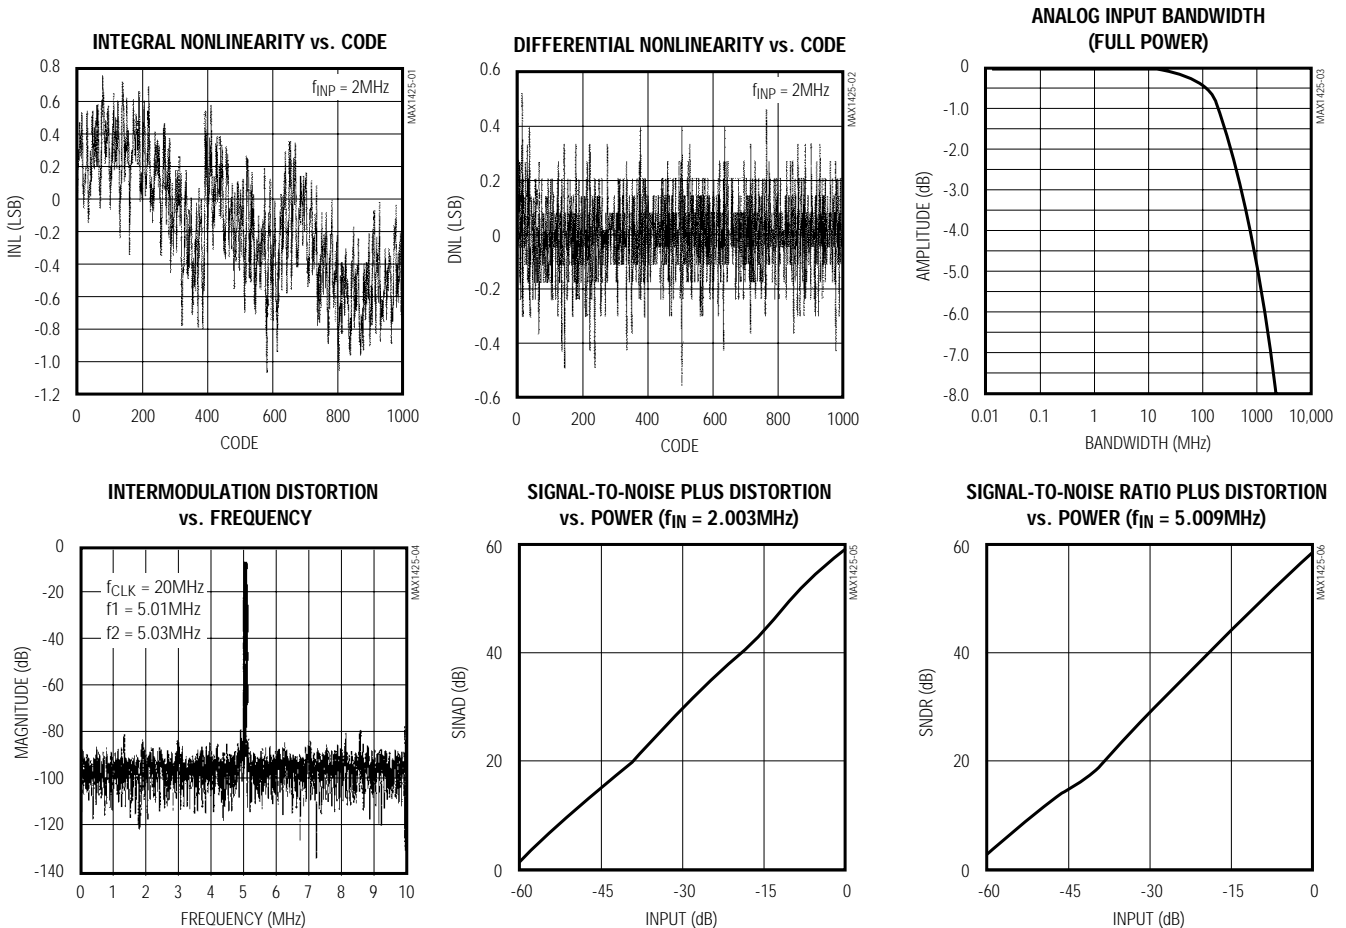 INTEGRAL NONLINEARITY vs. CODE
0.8
0.6
0.4
0.2
0
-0.2
-0.4
-0.6
-0.8
-1.0
-1.2
INL (LSB)
fINP = 2MHz
MAX1425-01
0 200 400 600 800 1000
CODE
DIFFERENTIAL NONLINEARITY vs. CODE
0.6
0.4
0.2
0
-0.2
-0.4
-0.6
DNL (LSB)
fINP = 2MHz
MAX1425-02
0 200 400 600 800 1000
CODE
ANALOG INPUT BANDWIDTH
(FULL POWER)
0
-1.0
-2.0
-3.0
-4.0
-5.0
-6.0
-7.0
-8.0
AMPLITUDE (dB)
MAX1425-03
0.01 0.1 1 10 100 1000 10,000
BANDWIDTH (MHz)
INTERMODULATION DISTORTION
vs. FREQUENCY
0
-20
-40
-60
-80
-100
-120
-140
MAGNITUDE (dB)
fCLK = 20MHz
f1 = 5.01MHz
f2 = 5.03MHz
MAX1425-04
0 1 2 3 4 5 6 7 8 9 10
FREQUENCY (MHz)
SIGNAL-TO-NOISE PLUS DISTORTION
vs. POWER (fIN = 2.003MHz)
60
40
20
0
SINAD (dB)
MAX1425-05
-60 -45 -30 -15 0
INPUT (dB)
SIGNAL-TO-NOISE RATIO PLUS DISTORTION
vs. POWER (fIN = 5.009MHz)
60
40
20
0
SNDR (dB)
MAX1425-06
-60 -45 -30 -15 0
INPUT (dB)